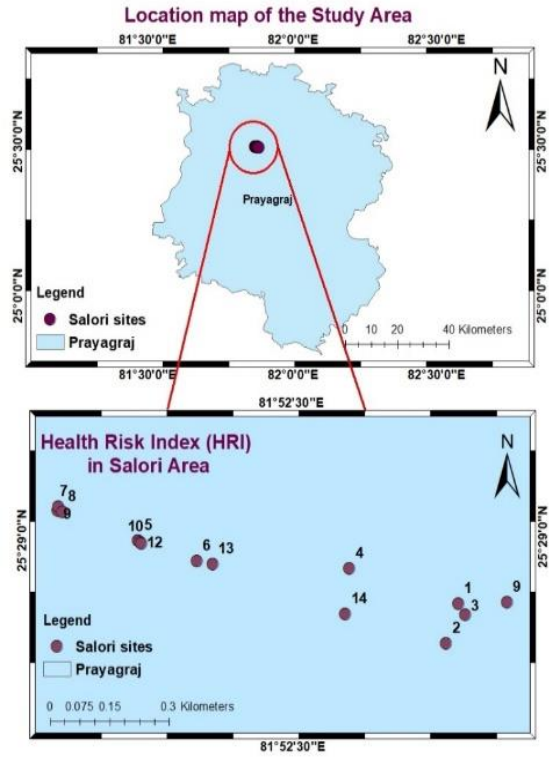 Location map of the Study Area
81°30'0"E 82°0'0"E 82°30'0"E
N
25°30'0"N 25°30'0"N
Prayagraj
25°0'0"N 25°0'0"N
Legend
Salori sites
Prayagraj
0 10 20 40 Kilometers
81°30'0"E 82°0'0"E 82°30'0"E
81°52'30"E
Health Risk Index (HRI)
in Salori Area
N
7 8
9
10 5
12
6 13
4
25°29'0"N 25°29'0"N
14
1 9
3
2
Legend
Salori sites
Prayagraj
0 0.075 0.15 0.3 Kilometers
81°52'30"E